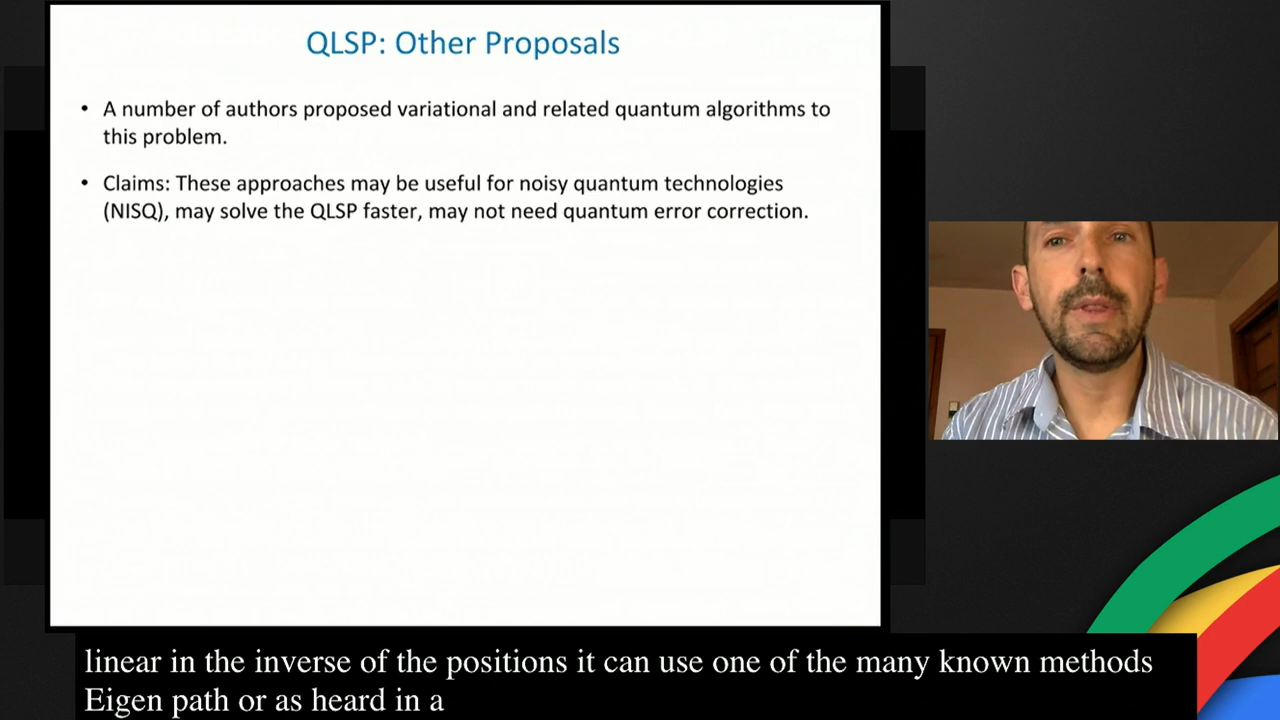 QLSP: Other Proposals
• A number of authors proposed variational and related quantum algorithms to
this problem.
• Claims: These approaches may be useful for noisy quantum technologies
(NISQ), may solve the QLSP faster, may not need quantum error correction.
linear in the inverse of the positions it can use one of the many known methods
Eigen path or as heard in a